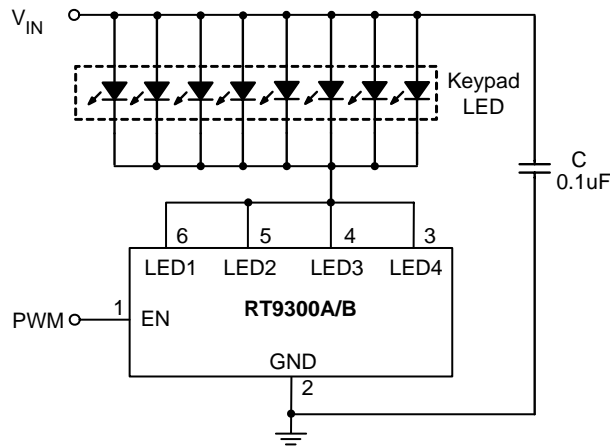 VIN
Keypad
LED
C
0.1uF
6 5 4 3
LED1 LED2 LED3 LED4
RT9300A/B
PWM 1 EN
GND
2